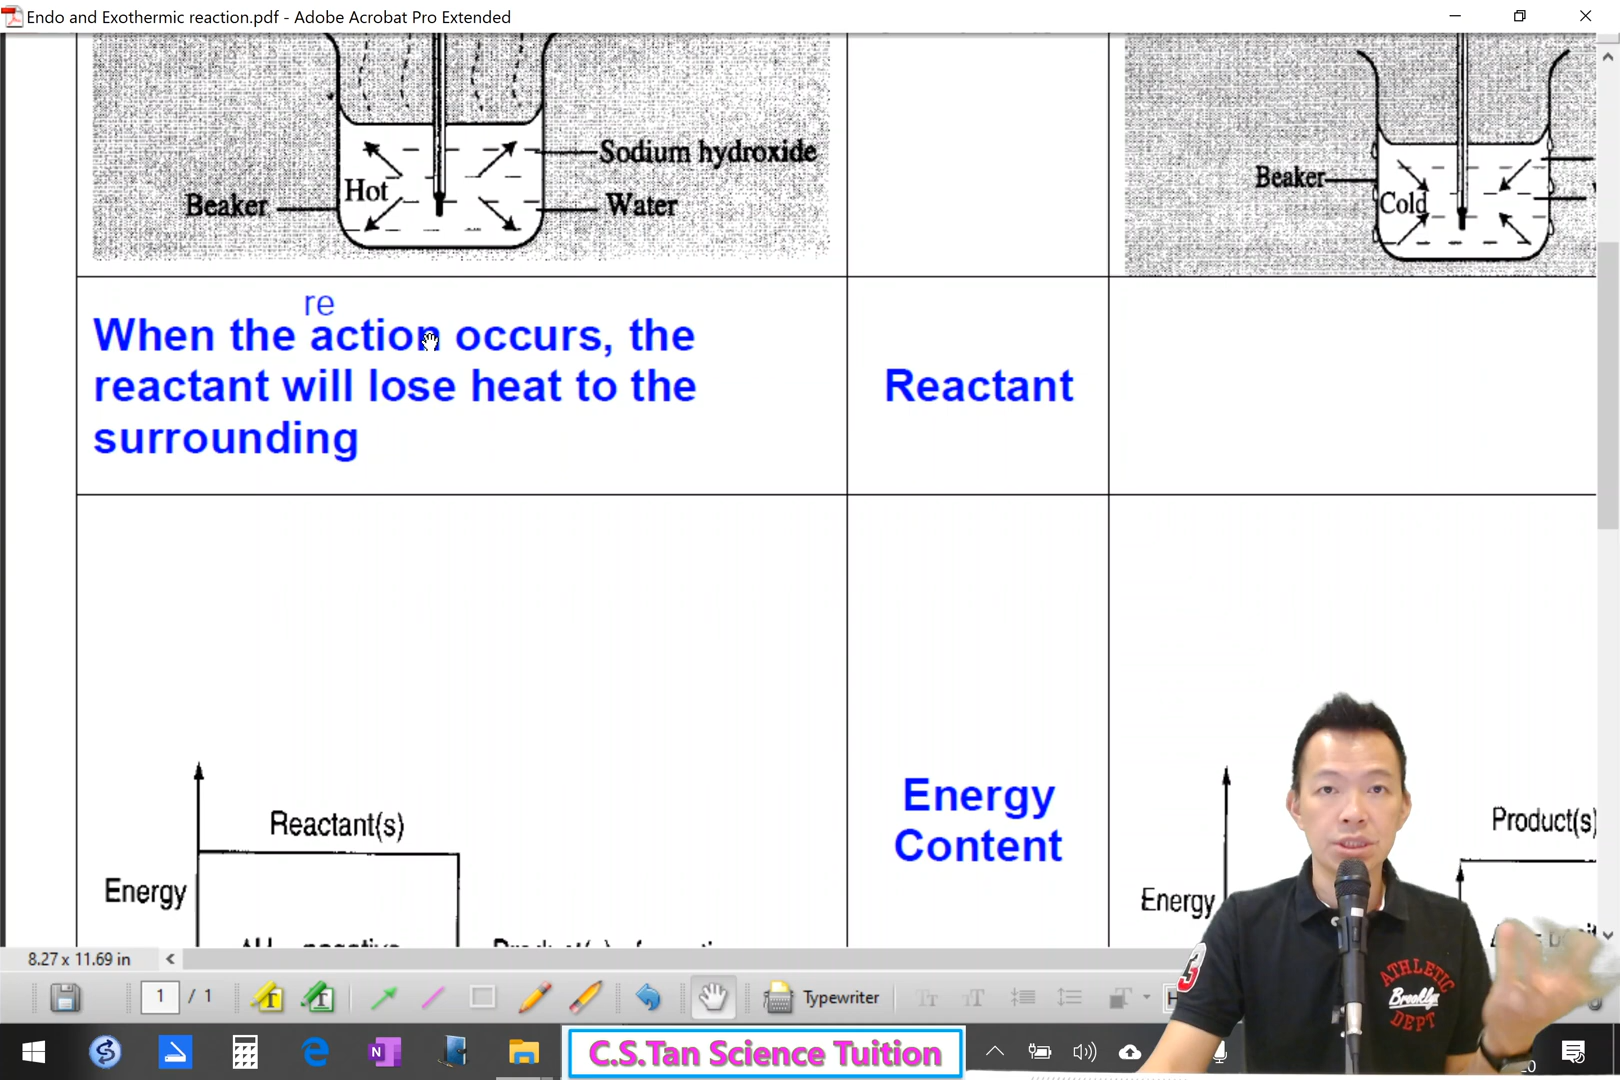 Endo and Exothermic reaction.pdf - Adobe Acrobat Pro Extended
Sodium hydroxide
Hot
Beaker
Water
Beaker
Cold
re
When the action occurs, the
reactant will lose heat to the
surrounding
Reactant
Reactant(s)
Energy
Energy
Content
Product(s)
Energy
8.27 x 11.69 in
1 / 1
Typewriter
C.S.Tan Science Tuition
ATHLETIC
Brooklyn
DEPT